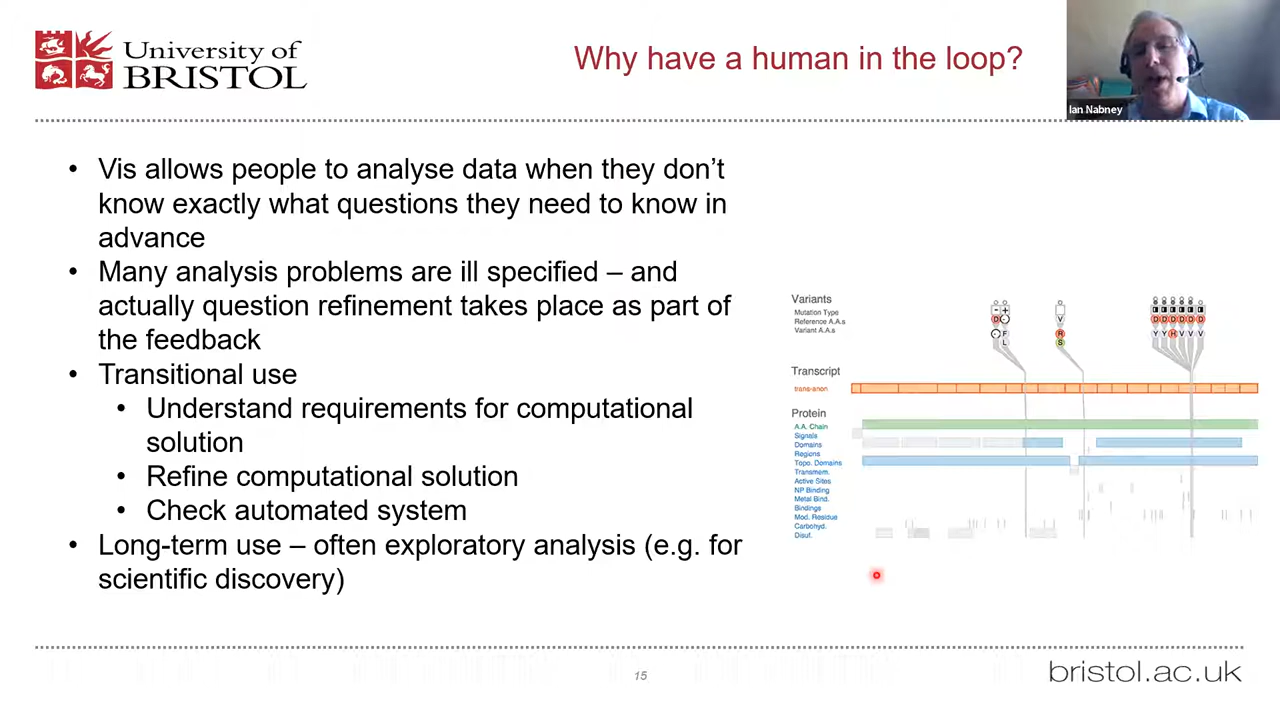 University of
BRISTOL
Why have a human in the loop?
Ian Nabney
• Vis allows people to analyse data when they don’t
know exactly what questions they need to know in
advance
• Many analysis problems are ill specified – and
actually question refinement takes place as part of
the feedback
• Transitional use
• Understand requirements for computational
solution
• Refine computational solution
• Check automated system
• Long-term use – often exploratory analysis (e.g. for
scientific discovery)
Variants
Mutation Type
Reference A.A.s
Variant A.A.s
- +
D -
- F
L
V
R
S
D D D D D D
Y Y H V V V
Transcript
trans-anon
Protein
A.A. Chain
Signals
Domains
Regions
Topo. Domains
Transmem.
Active Sites
NP Binding
Metal Bind.
Bindings
Mod. Residue
Carbohyd.
Disuf.
15
bristol.ac.uk